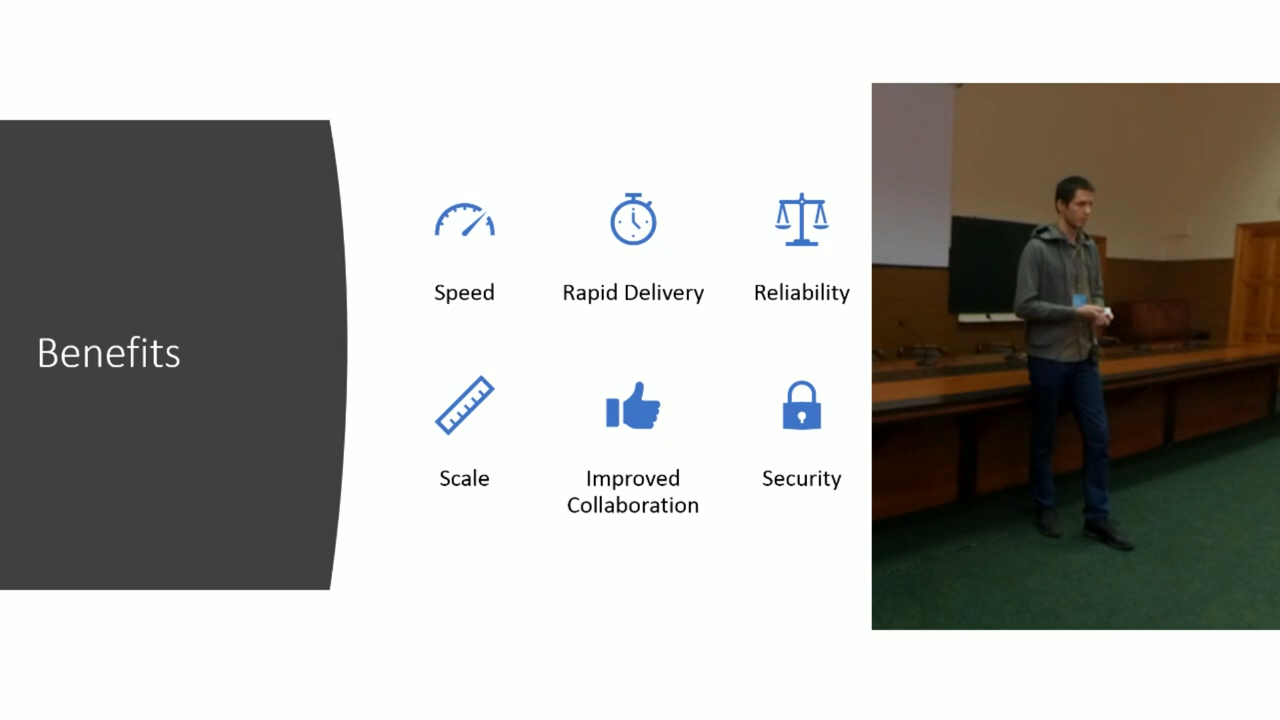 Benefits
Speed
Rapid Delivery
Reliability
Scale
Improved
Collaboration
Security